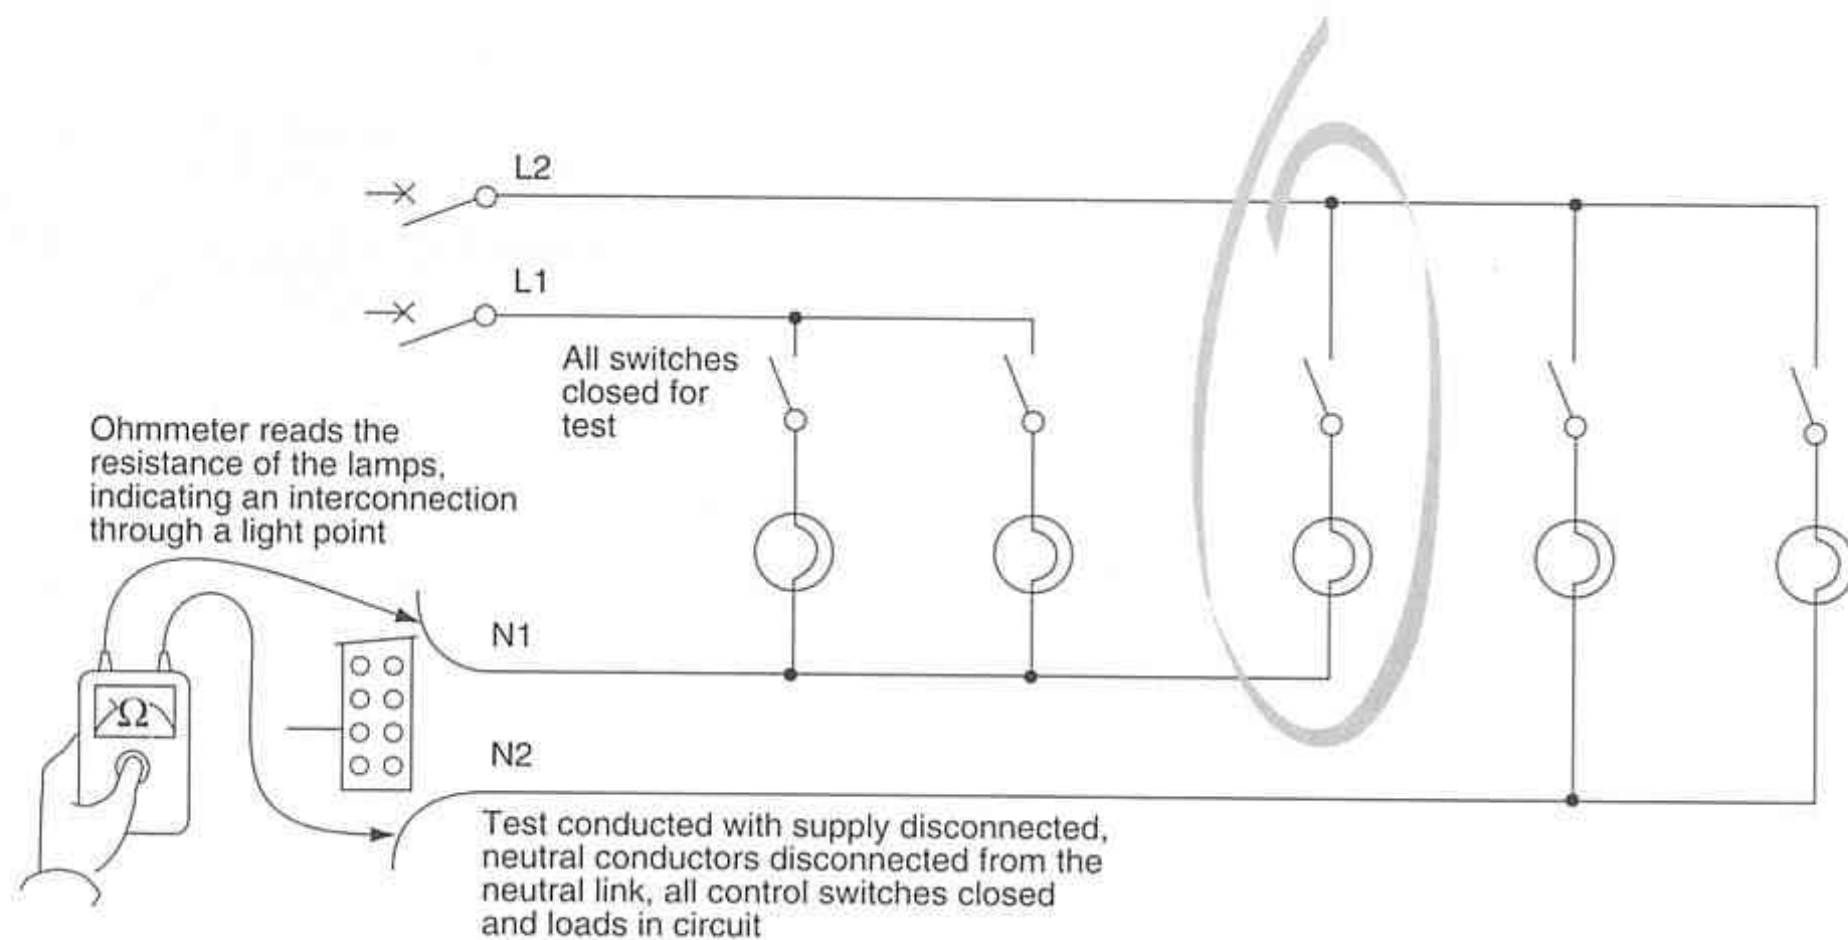 L2
L1
All switches
closed for
test
Ohmmeter reads the
resistance of the lamps,
indicating an interconnection
through a light point
Ω
N1
N2
Test conducted with supply disconnected,
neutral conductors disconnected from the
neutral link, all control switches closed
and loads in circuit